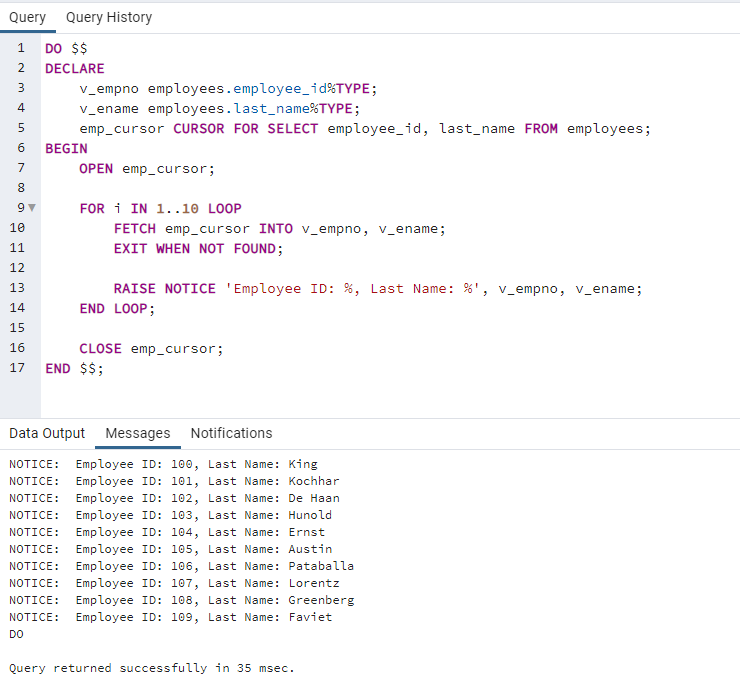 Query Query History
1 DO $$
2 DECLARE
3 v_empno employees.employee_id%TYPE;
4 v_ename employees.last_name%TYPE;
5 emp_cursor CURSOR FOR SELECT employee_id, last_name FROM employees;
6 BEGIN
7 OPEN emp_cursor;
8
9 FOR i IN 1..10 LOOP
10 FETCH emp_cursor INTO v_empno, v_ename;
11 EXIT WHEN NOT FOUND;
12
13 RAISE NOTICE 'Employee ID: %, Last Name: %', v_empno, v_ename;
14 END LOOP;
15
16 CLOSE emp_cursor;
17 END $$;
Data Output Messages Notifications
NOTICE:  Employee ID: 100, Last Name: King
NOTICE:  Employee ID: 101, Last Name: Kochhar
NOTICE:  Employee ID: 102, Last Name: De Haan
NOTICE:  Employee ID: 103, Last Name: Hunold
NOTICE:  Employee ID: 104, Last Name: Ernst
NOTICE:  Employee ID: 105, Last Name: Austin
NOTICE:  Employee ID: 106, Last Name: Pataballa
NOTICE:  Employee ID: 107, Last Name: Lorentz
NOTICE:  Employee ID: 108, Last Name: Greenberg
NOTICE:  Employee ID: 109, Last Name: Faviet
DO
Query returned successfully in 35 msec.